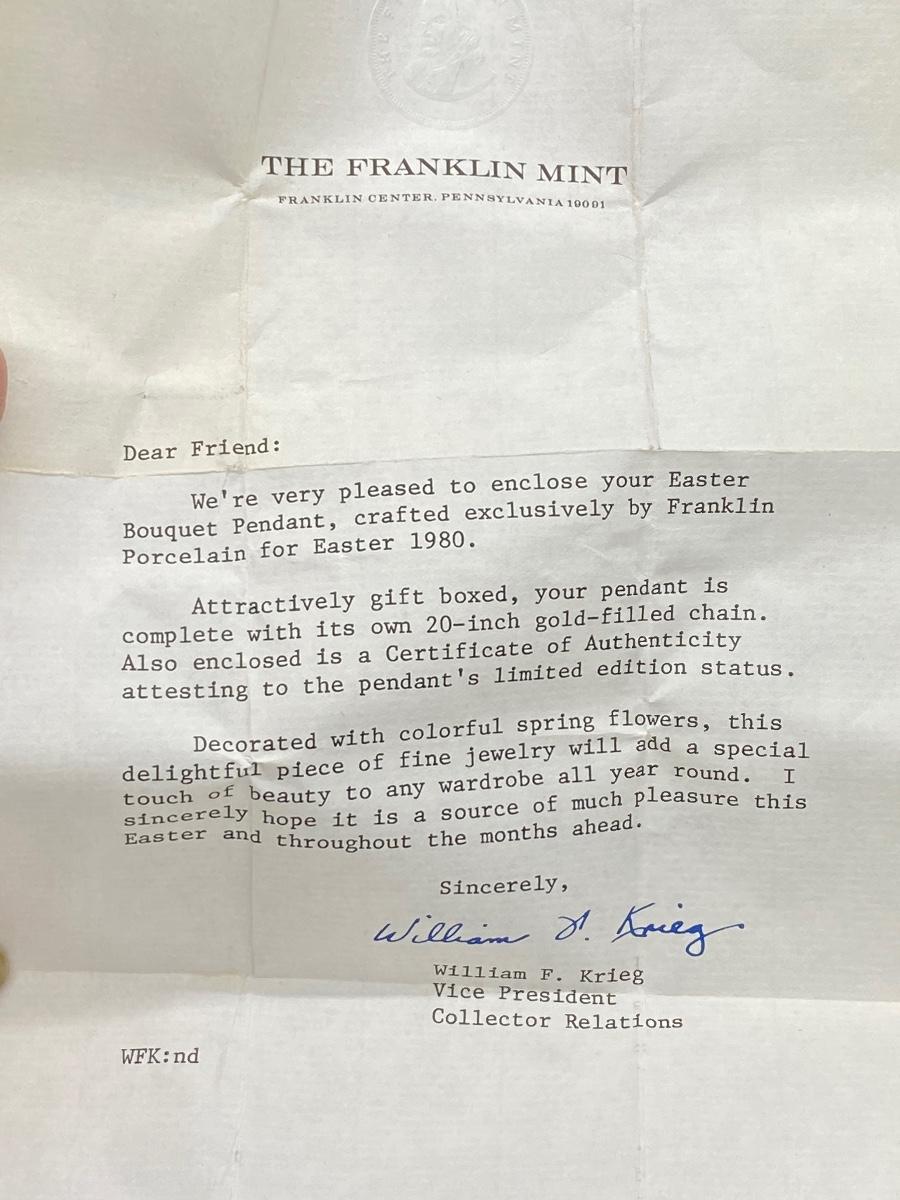 THE F MINT
THE FRANKLIN MINT
FRANKLIN CENTER, PENNSYLVANIA 19091
Dear Friend:
We're very pleased to enclose your Easter
Bouquet Pendant, crafted exclusively by Franklin
Porcelain for Easter 1980.
Attractively gift boxed, your pendant is
complete with its own 20-inch gold-filled chain.
Also enclosed is a Certificate of Authenticity
attesting to the pendant's limited edition status.
Decorated with colorful spring flowers, this
delightful piece of fine jewelry will add a special
touch of beauty to any wardrobe all year round. I
sincerely hope it is a source of much pleasure this
Easter and throughout the months ahead.
Sincerely,
William F. Krieg
William F. Krieg
Vice President
Collector Relations
WFK:nd